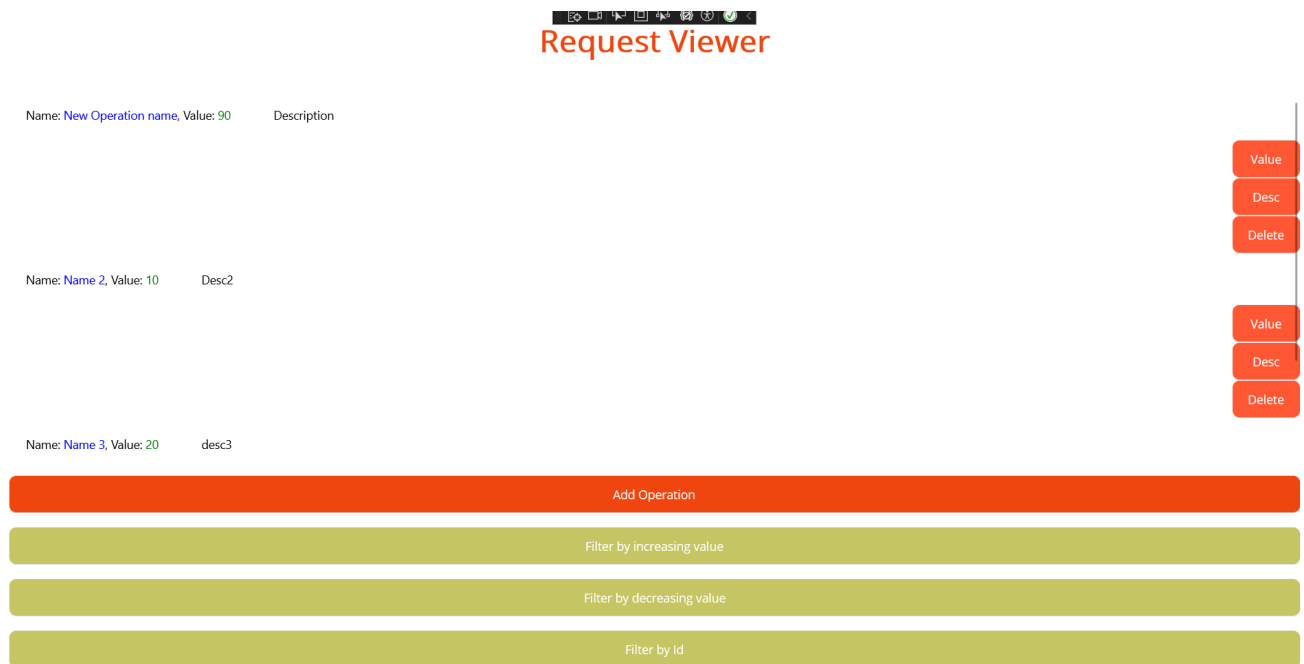 Request Viewer
Name: New Operation name, Value: 90 Description
Value
Desc
Delete
Name: Name 2, Value: 10 Desc2
Value
Desc
Delete
Name: Name 3, Value: 20 desc3
Add Operation
Filter by increasing value
Filter by decreasing value
Filter by Id